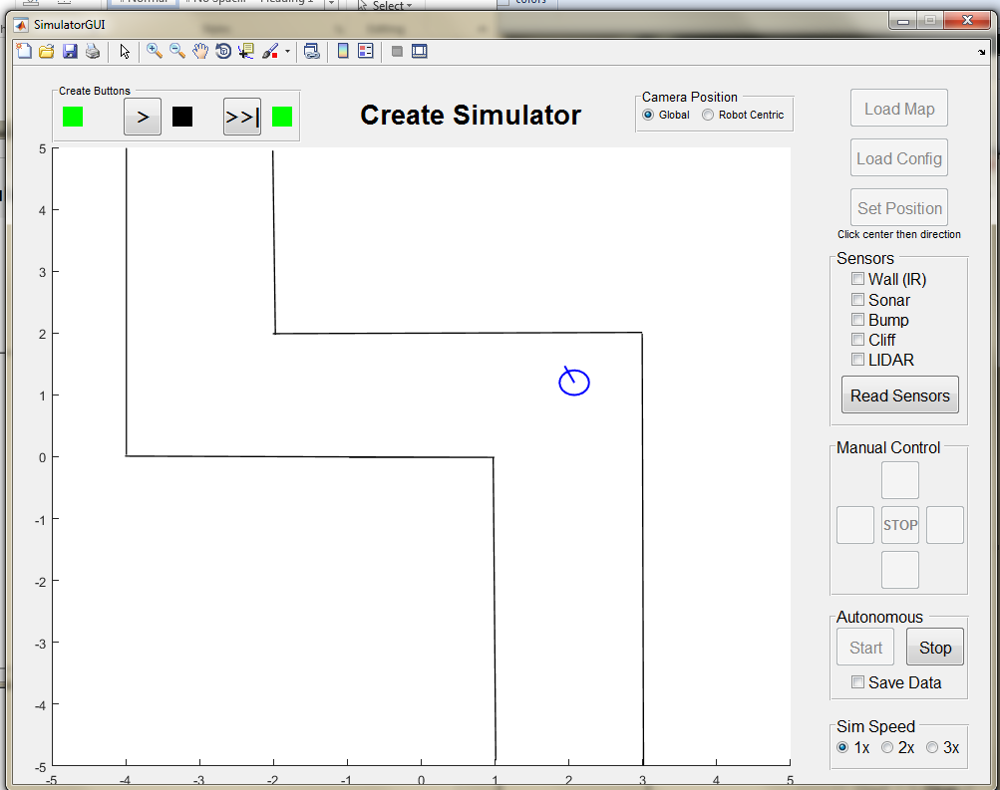 Select
colors
SimulatorGUI
Create Buttons
>
>>|
Create Simulator
Camera Position
Global
Robot Centric
Load Map
Load Config
Set Position
Click center then direction
Sensors
Wall (IR)
Sonar
Bump
Cliff
LIDAR
Read Sensors
Manual Control
STOP
Autonomous
Start
Stop
Save Data
Sim Speed
1x 2x 3x
5
4
3
2
1
0
-1
-2
-3
-4
-5
-5 -4 -3 -2 -1 0 1 2 3 4 5